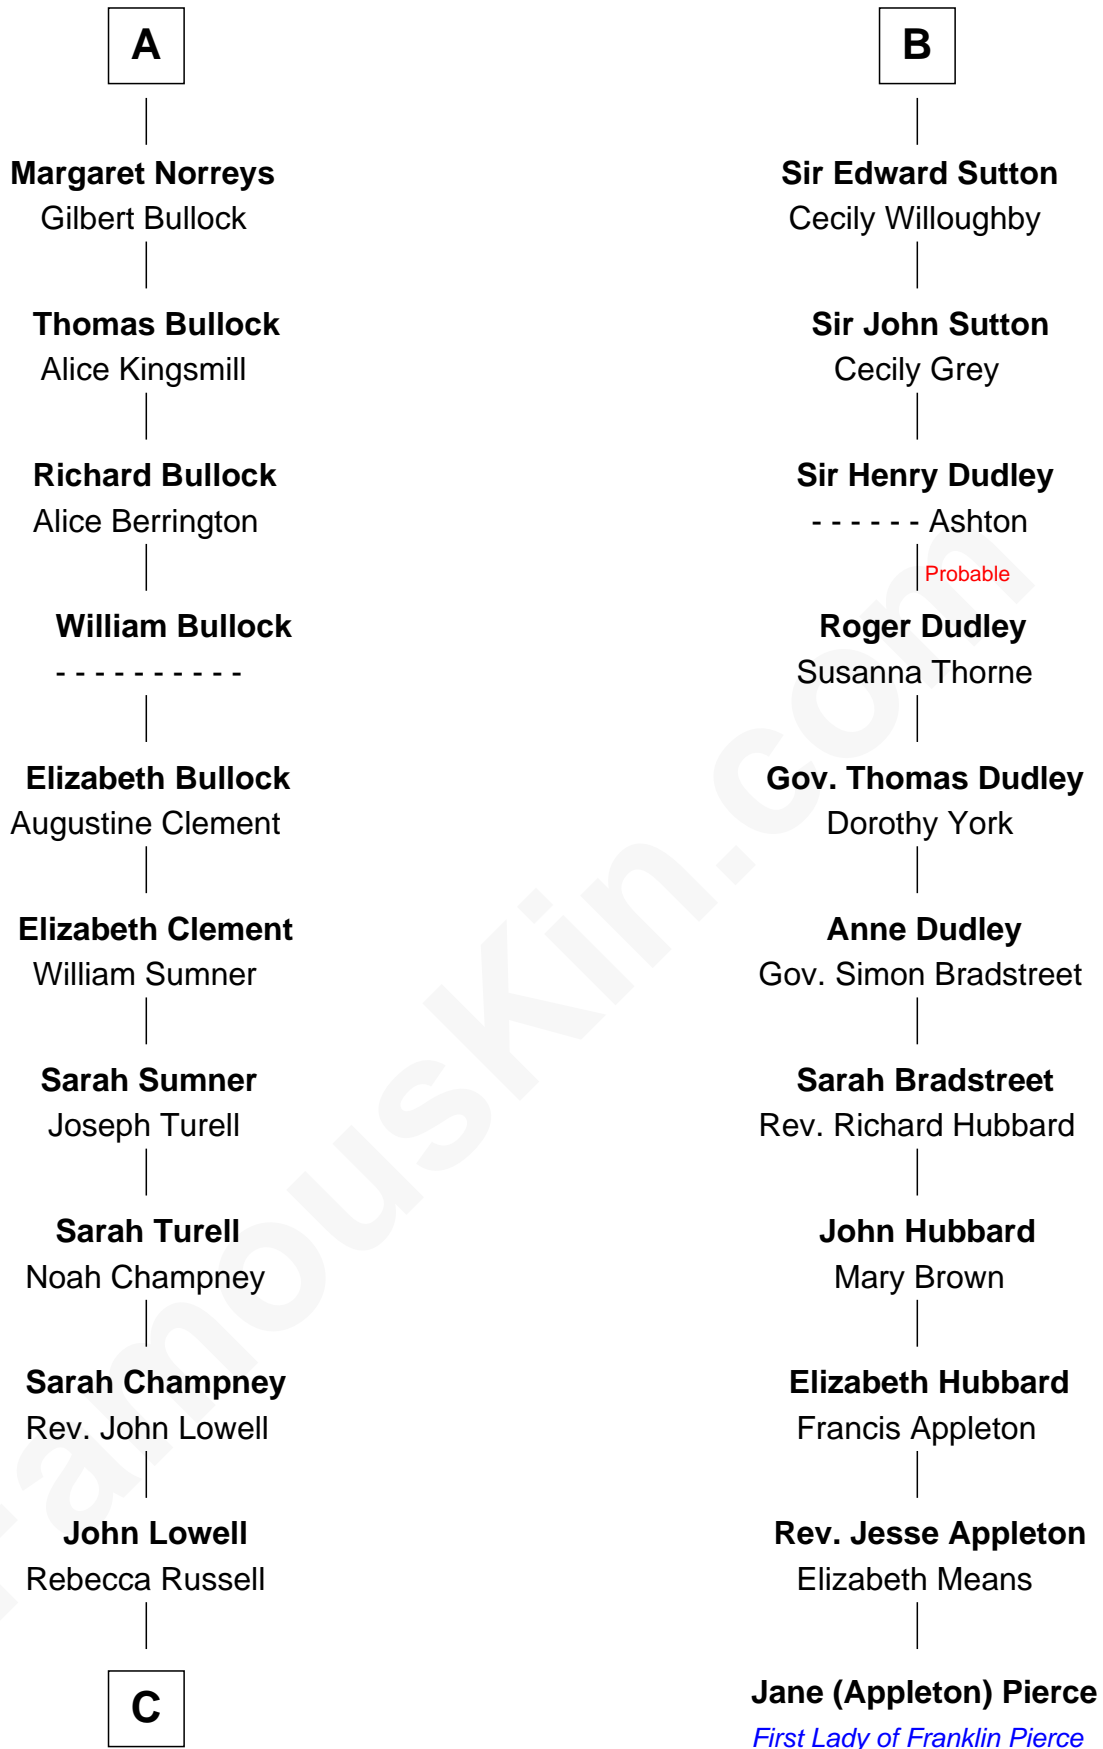 A
Margaret Norreys
Gilbert Bullock
Thomas Bullock
Alice Kingsmill
Richard Bullock
Alice Berrington
William Bullock
- - - - - - - - - -
Elizabeth Bullock
Augustine Clement
Elizabeth Clement
William Sumner
Sarah Sumner
Joseph Turell
Sarah Turell
Noah Champney
Sarah Champney
Rev. John Lowell
John Lowell
Rebecca Russell
C
B
Sir Edward Sutton
Cecily Willoughby
Sir John Sutton
Cecily Grey
Sir Henry Dudley
- - - - - - Ashton
Probable
Roger Dudley
Susanna Thorne
Gov. Thomas Dudley
Dorothy York
Anne Dudley
Gov. Simon Bradstreet
Sarah Bradstreet
Rev. Richard Hubbard
John Hubbard
Mary Brown
Elizabeth Hubbard
Francis Appleton
Rev. Jesse Appleton
Elizabeth Means
Jane (Appleton) Pierce
First Lady of Franklin Pierce
FamousKin.com